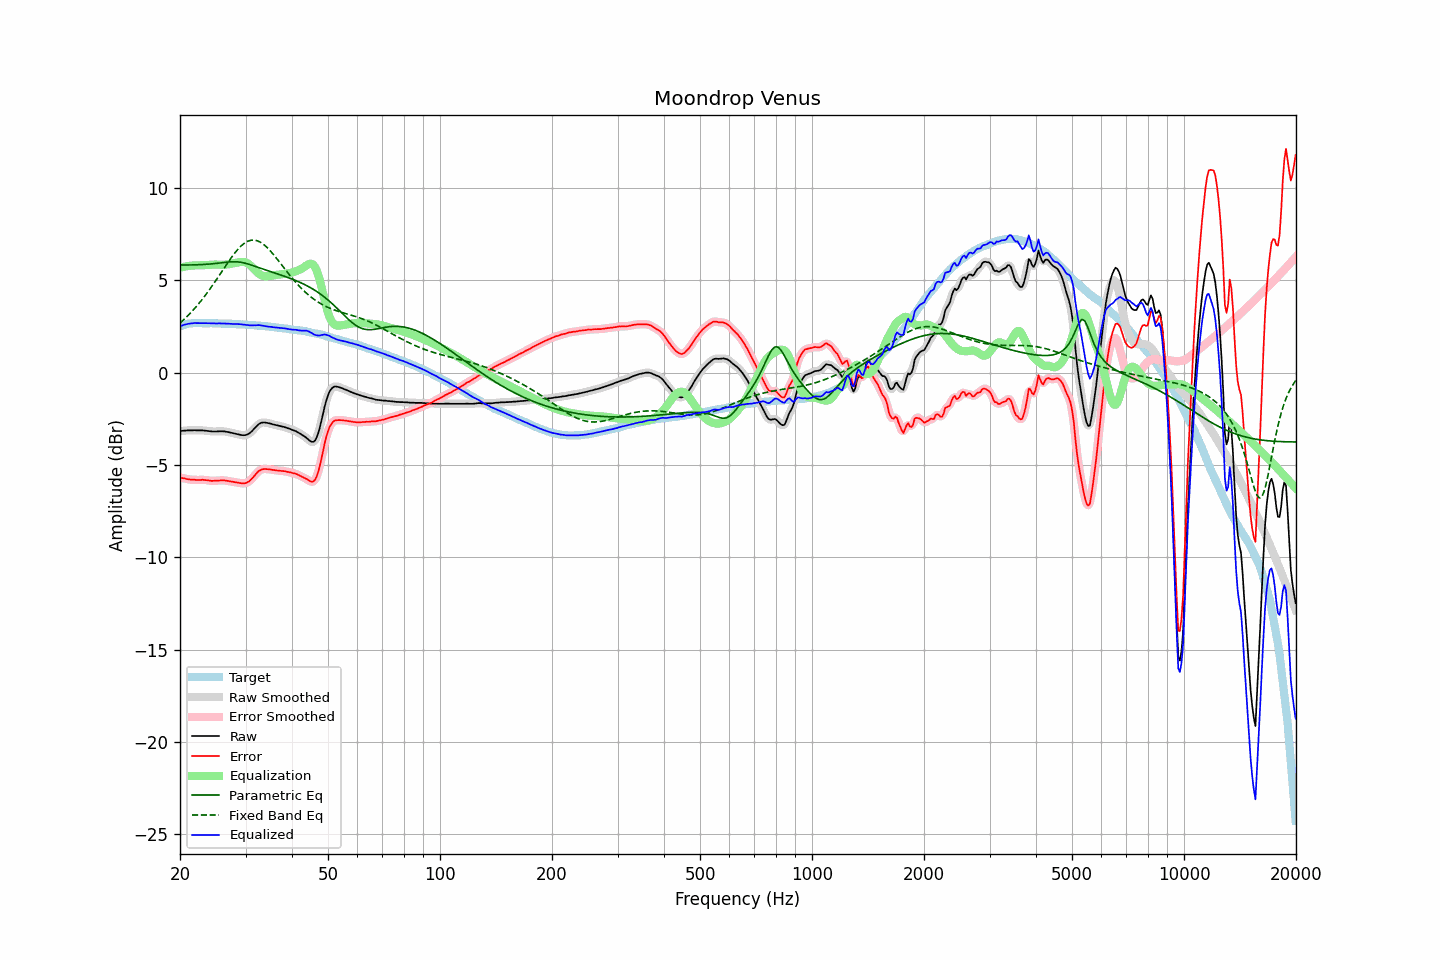 Moondrop Venus
Amplitude (dBr)
10
5
0
−5
−10
−15
−20
−25
Target
Raw Smoothed
Error Smoothed
Raw
Error
Equalization
Parametric Eq
Fixed Band Eq
Equalized
20 50 100 200 500 1000 2000 5000 10000 20000
Frequency (Hz)